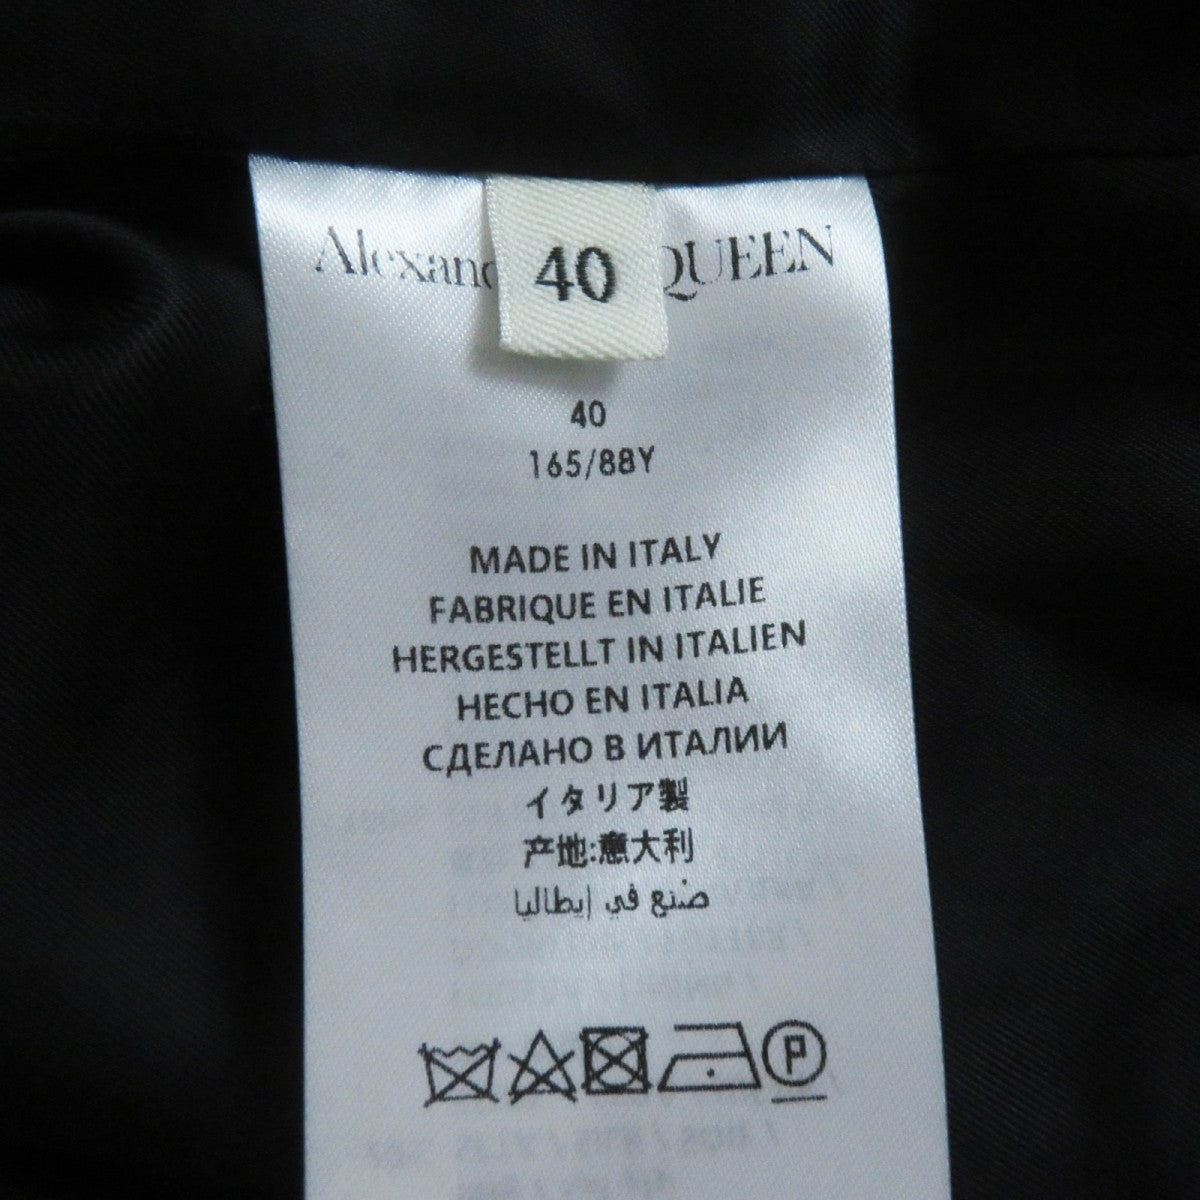 Alexan QUEEN
40
40
165/88Y
MADE IN ITALY
FABRIQUE EN ITALIE
HERGESTELLT IN ITALIEN
HECHO EN ITALIA
СДЕЛАНО В ИТАЛИИ
イタリア製
产地:意大利
صنع في إيطاليا
P